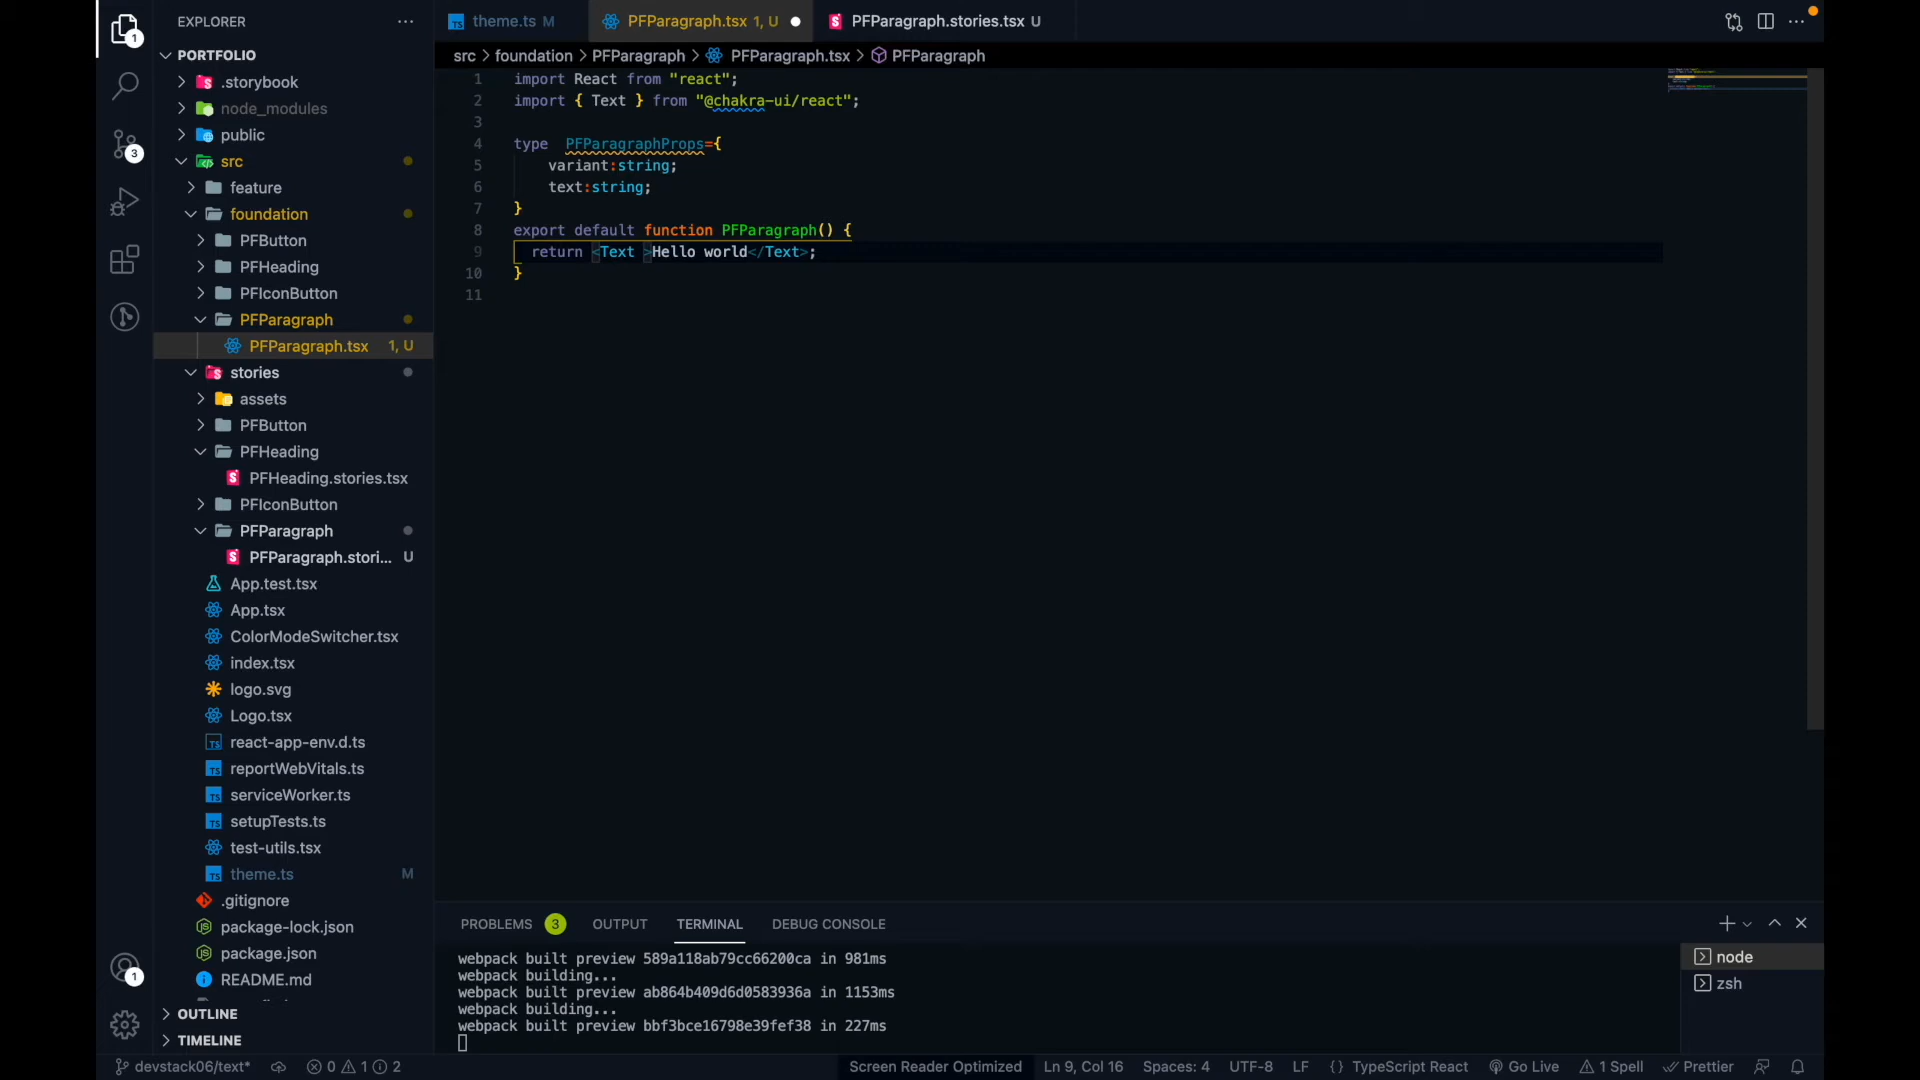 EXPLORER
PORTFOLIO
.storybook
node_modules
public
src
feature
foundation
PFButton
PFHeading
PFIconButton
PFParagraph
PFParagraph.tsx 1, U
stories
assets
PFButton
PFHeading
PFHeading.stories.tsx
PFIconButton
PFParagraph
PFParagraph.stori... U
App.test.tsx
App.tsx
ColorModeSwitcher.tsx
index.tsx
logo.svg
Logo.tsx
react-app-env.d.ts
reportWebVitals.ts
serviceWorker.ts
setupTests.ts
test-utils.tsx
theme.ts M
.gitignore
package-lock.json
package.json
README.md
OUTLINE
TIMELINE
1
3
1
theme.ts M
PFParagraph.tsx 1, U
PFParagraph.stories.tsx U
src > foundation > PFParagraph > PFParagraph.tsx > PFParagraph
1 import React from "react";
2 import { Text } from "@chakra-ui/react";
3
4 type  PFParagraphProps={
5     variant:string;
6     text:string;
7 }
8 export default function PFParagraph() {
9   return <Text >Hello world</Text>;
10 }
11
PROBLEMS 3 OUTPUT TERMINAL DEBUG CONSOLE
webpack built preview 589a118ab79cc66200ca in 981ms
webpack building...
webpack built preview ab864b409d6d0583936a in 1153ms
webpack building...
webpack built preview bbf3bce16798e39fef38 in 227ms
node
zsh
devstack06/text* 0 1 2 Screen Reader Optimized Ln 9, Col 16 Spaces: 4 UTF-8 LF {} TypeScript React Go Live 1 Spell Prettier